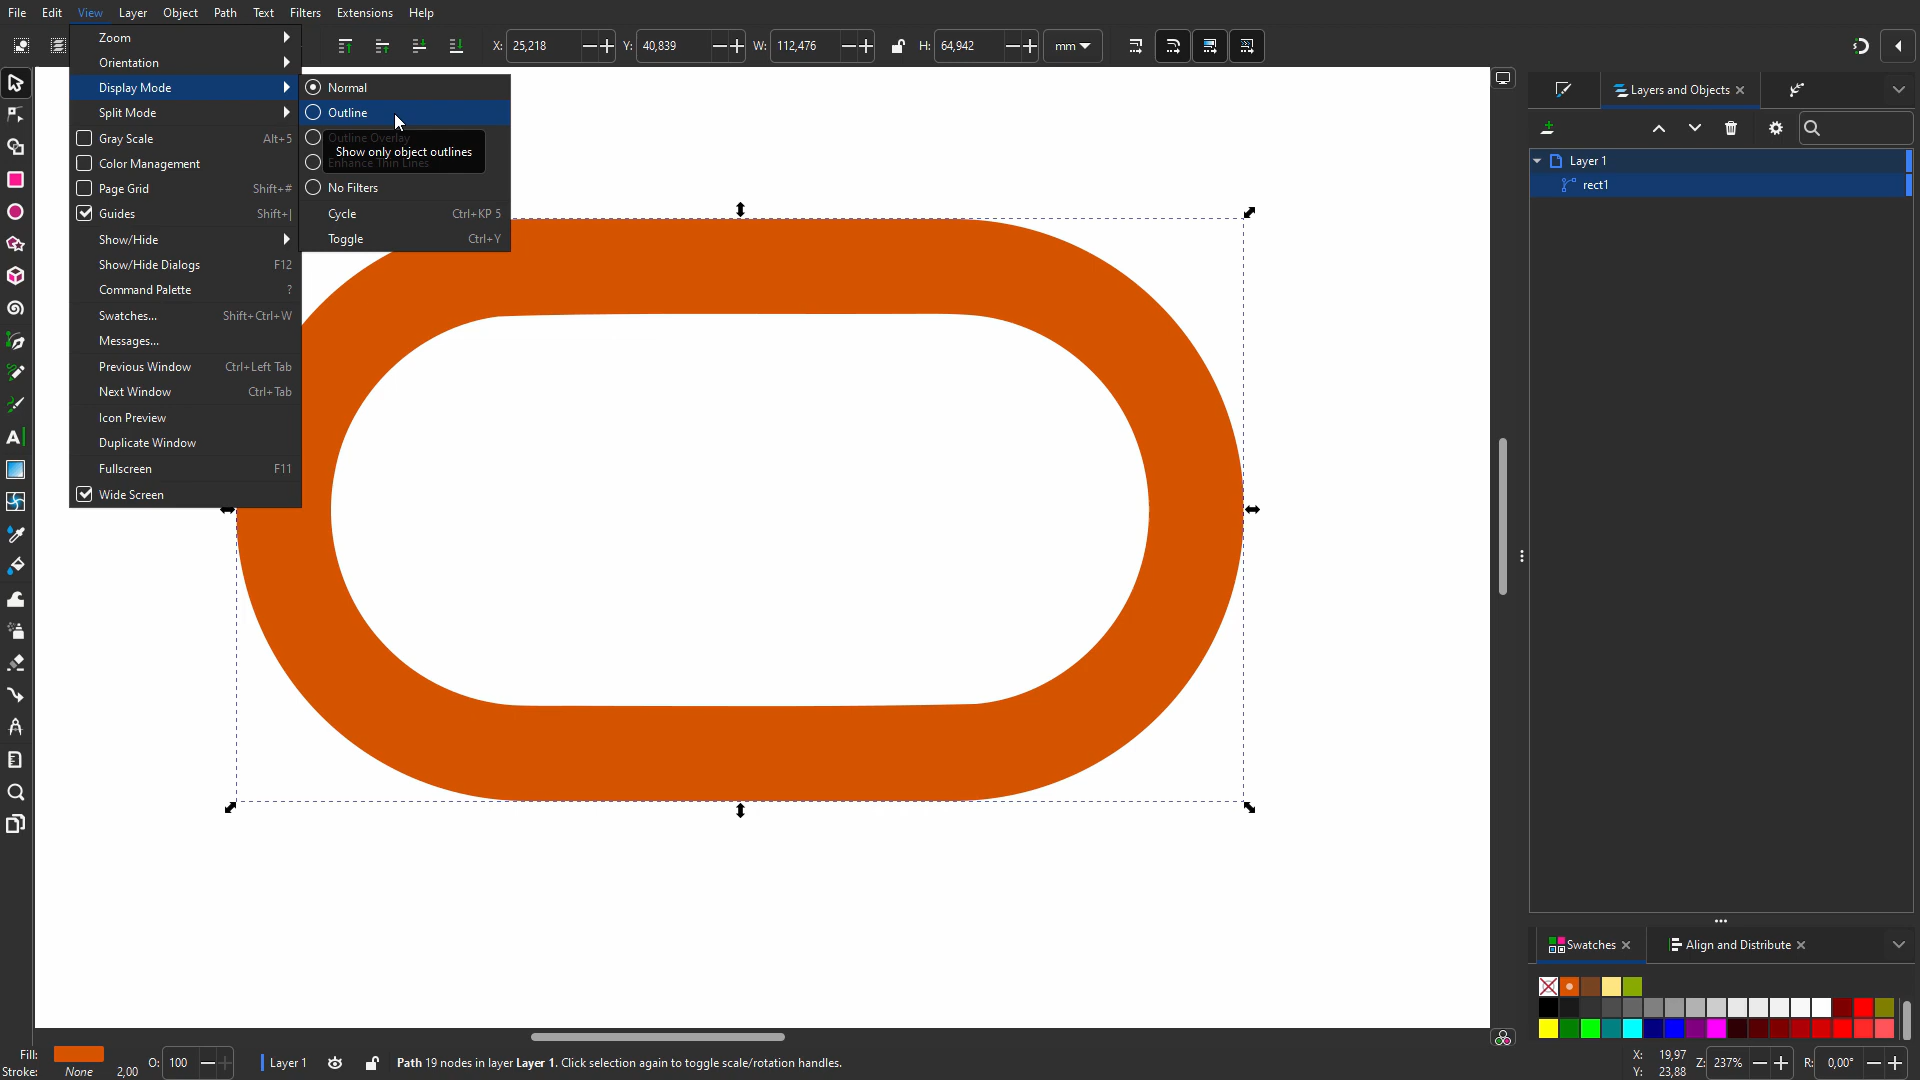 File Edit View Layer Object Path Text Filters Extensions Help
X: 25,218 Y: 40,839 W: 112,476 H: 64,942 mm
Zoom
Orientation
Display Mode
Split Mode
Gray Scale Alt+5
Color Management
Page Grid Shift+#
Guides Shift+|
Show/Hide
Show/Hide Dialogs F12
Command Palette ?
Swatches... Shift+Ctrl+W
Messages...
Previous Window Ctrl+Left Tab
Next Window Ctrl+Tab
Icon Preview
Duplicate Window
Fullscreen F11
Wide Screen
Normal
Outline
Outline Overlay
Show only object outlines
Enhance Thin Lines
No Filters
Cycle Ctrl+KP 5
Toggle Ctrl+Y
Layers and Objects
Layer 1
rect1
Swatches
Align and Distribute
Fill:
Stroke: None 2,00
O: 100
Layer 1
Path 19 nodes in layer Layer 1. Click selection again to toggle scale/rotation handles.
X: 19,97
Y: 23,88
Z: 237%
R: 0,00°